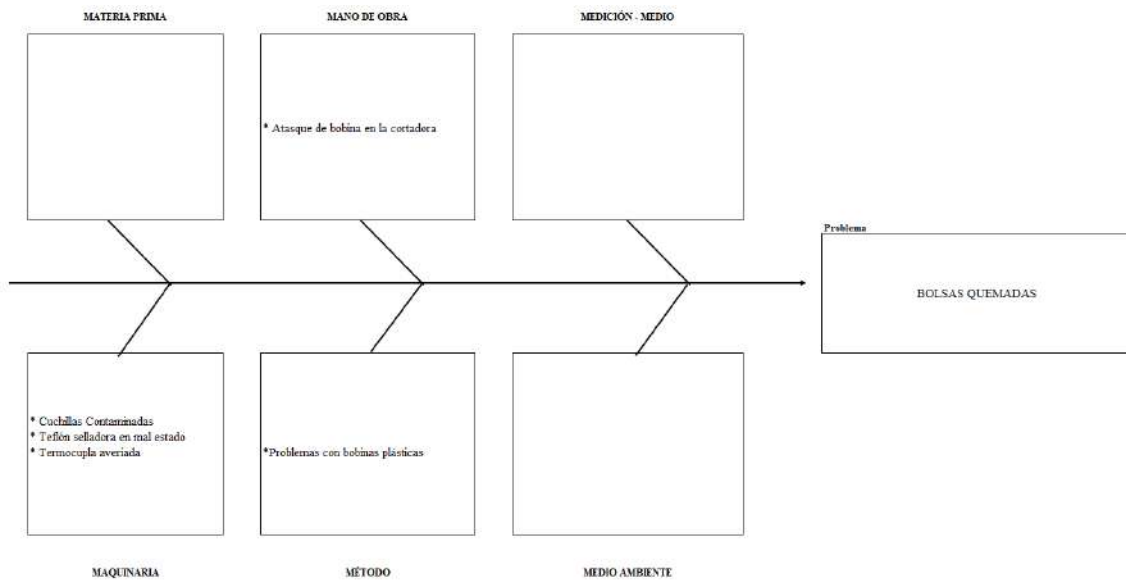 MATERIA PRIMA
MANO DE OBRA
MEDICIÓN - MEDIO
* Atasque de bobina en la cortadora
Problema
BOLSAS QUEMADAS
* Cuchillas Contaminadas
* Teflón selladora en mal estado
* Termocupla averiada
*Problemas con bobinas plásticas
MAQUINARIA
MÉTODO
MEDIO AMBIENTE